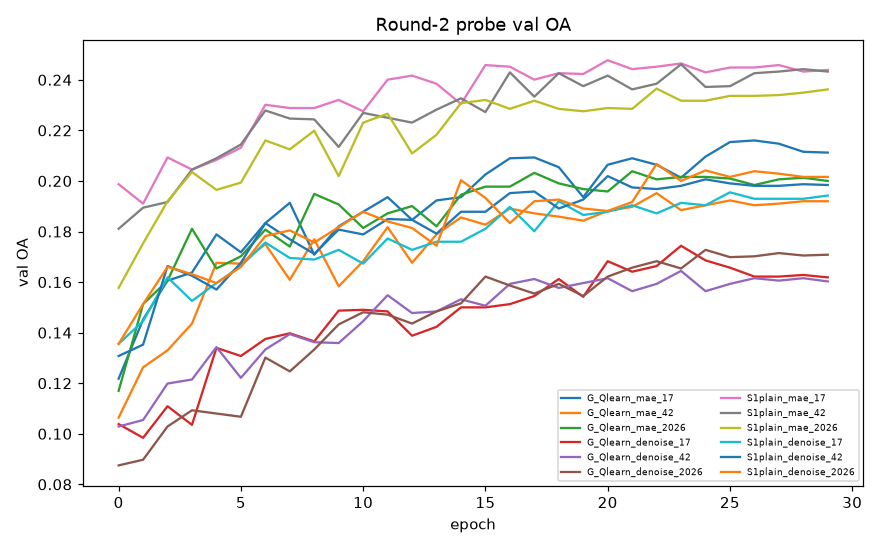 Round-2 probe val OA
val OA
0.24
0.22
0.20
0.18
0.16
0.14
0.12
0.10
0.08
0
5
10
15
20
25
30
epoch
G_Qlearn_mae_17
G_Qlearn_mae_42
G_Qlearn_mae_2026
G_Qlearn_denoise_17
G_Qlearn_denoise_42
G_Qlearn_denoise_2026
S1plain_mae_17
S1plain_mae_42
S1plain_mae_2026
S1plain_denoise_17
S1plain_denoise_42
S1plain_denoise_2026